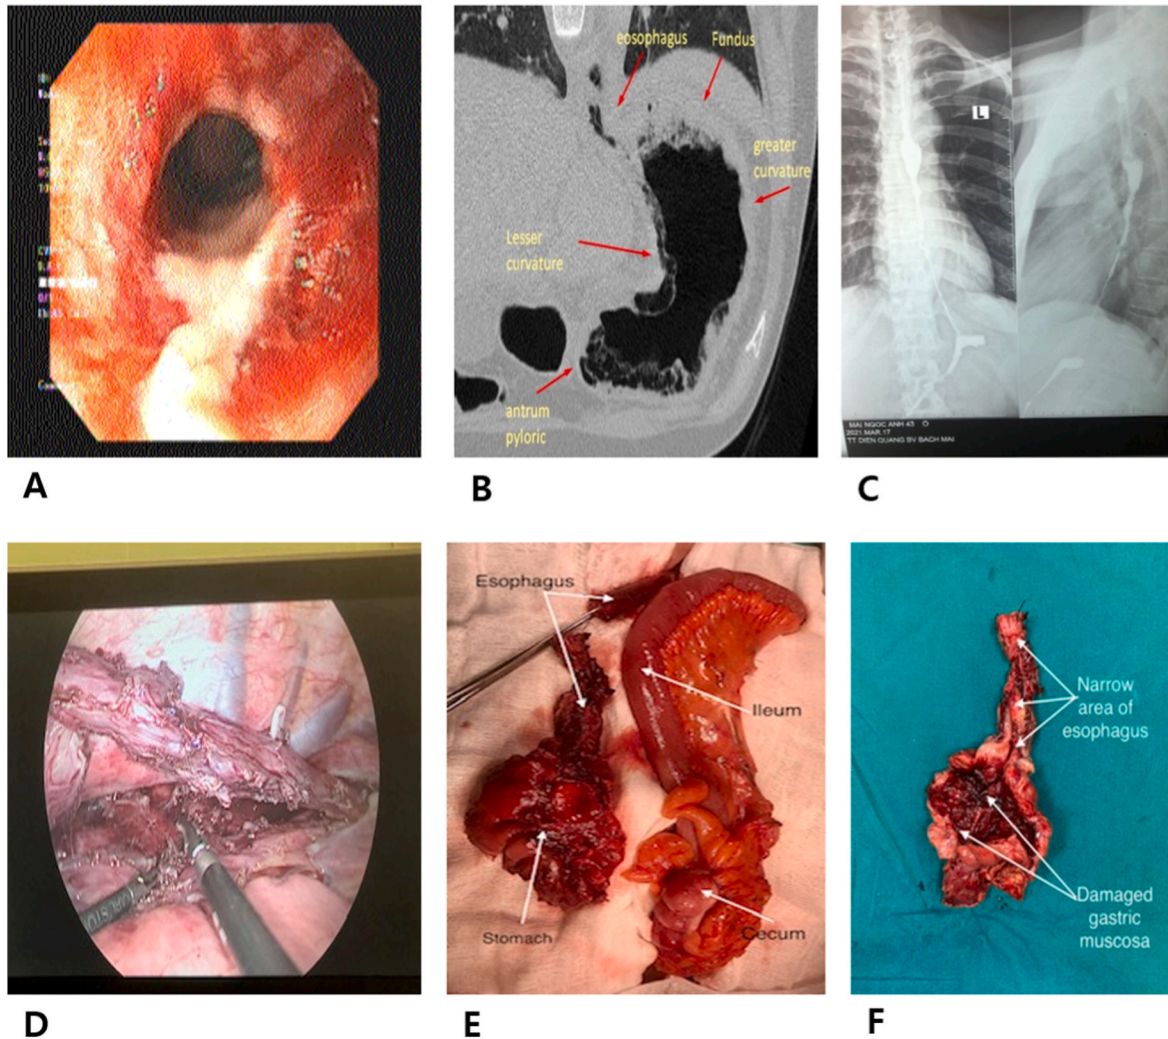 eosophagus
Fundus
greater
curvature
Lesser
curvature
antrum
pyloric
L
MAI NGOC ANH 43 O
2021.MAR.17
TT DIEN QUANG BV BACH MAI
A
B
C
Esophagus
Ileum
Stomach
Cecum
Narrow
area of
esophagus
Damaged
gastric
muscosa
D
E
F